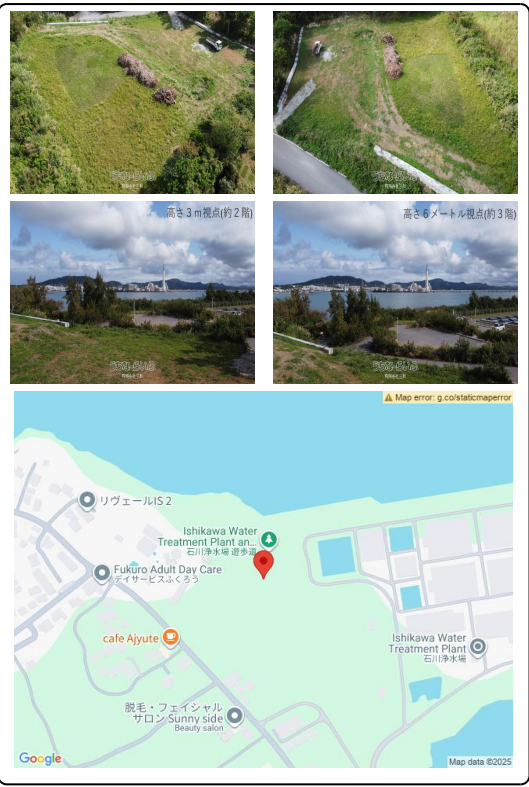 高さ3m視点(約2階)
高さ6メートル視点(約3階)
Map error: g.co/staticmaperror
リヴェールIS 2
Ishikawa Water
Treatment Plant an...
石川浄水場 遊歩道
Fukuro Adult Day Care
デイサービスふくろう
cafe Ajyute
Ishikawa Water
Treatment Plant
石川浄水場
脱毛・フェイシャル
サロン Sunny side
Beauty salon
Google
Map data ©2025